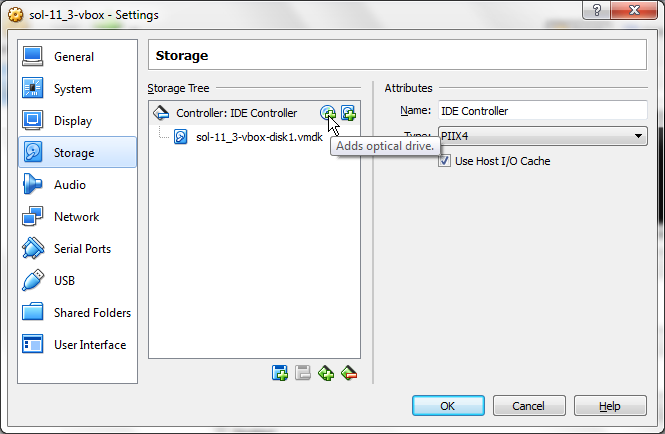 sol-11_3-vbox - Settings
General
System
Display
Storage
Audio
Network
Serial Ports
USB
Shared Folders
User Interface
Storage
Storage Tree
Controller: IDE Controller
sol-11_3-vbox-disk1.vmdk
Adds optical drive.
Attributes
Name: IDE Controller
Type: PIIX4
Use Host I/O Cache
OK Cancel Help